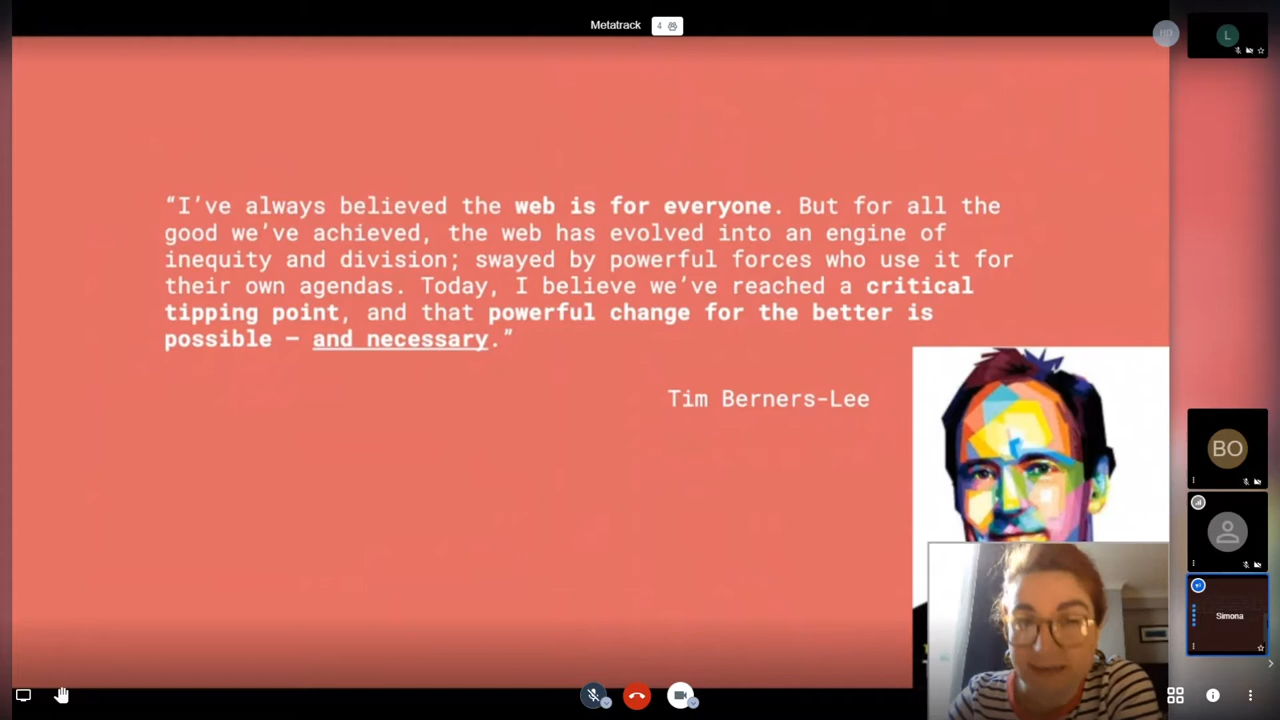 Metatrack
4
HD
L
“I’ve always believed the web is for everyone. But for all the
good we’ve achieved, the web has evolved into an engine of
inequity and division; swayed by powerful forces who use it for
their own agendas. Today, I believe we’ve reached a critical
tipping point, and that powerful change for the better is
possible – and necessary.”
Tim Berners-Lee
BO
Simona